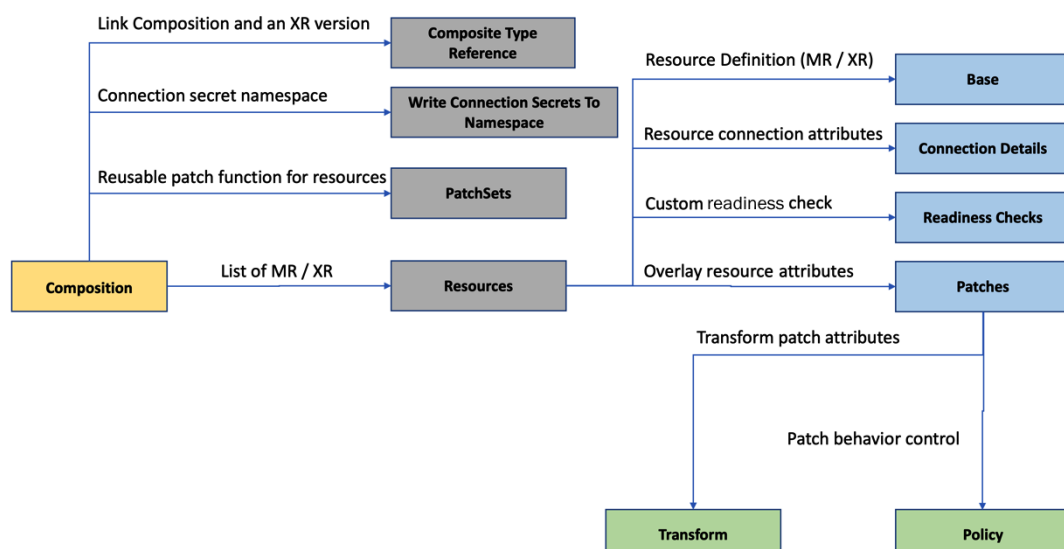 Link Composition and an XR version
Composite Type
Reference
Connection secret namespace
Write Connection Secrets To
Namespace
Reusable patch function for resources
PatchSets
Composition
List of MR / XR
Resources
Resource Definition (MR / XR)
Base
Resource connection attributes
Connection Details
Custom readiness check
Readiness Checks
Overlay resource attributes
Patches
Transform patch attributes
Patch behavior control
Transform
Policy